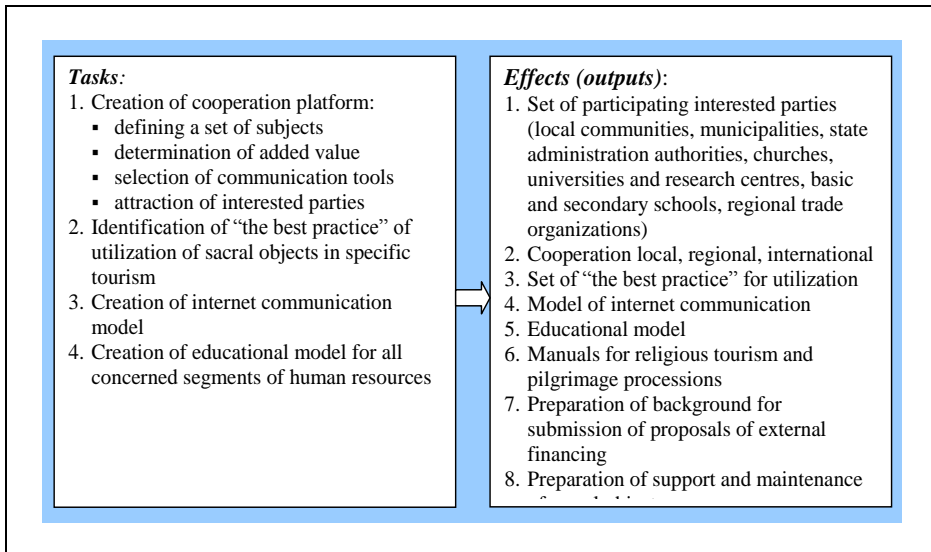 Tasks:
1. Creation of cooperation platform:
▪ defining a set of subjects
▪ determination of added value
▪ selection of communication tools
▪ attraction of interested parties
2. Identification of “the best practice” of
utilization of sacral objects in specific
tourism
3. Creation of internet communication
model
4. Creation of educational model for all
concerned segments of human resources
Effects (outputs):
1. Set of participating interested parties
(local communities, municipalities, state
administration authorities, churches,
universities and research centres, basic
and secondary schools, regional trade
organizations)
2. Cooperation local, regional, international
3. Set of “the best practice” for utilization
4. Model of internet communication
5. Educational model
6. Manuals for religious tourism and
pilgrimage processions
7. Preparation of background for
submission of proposals of external
financing
8. Preparation of support and maintenance